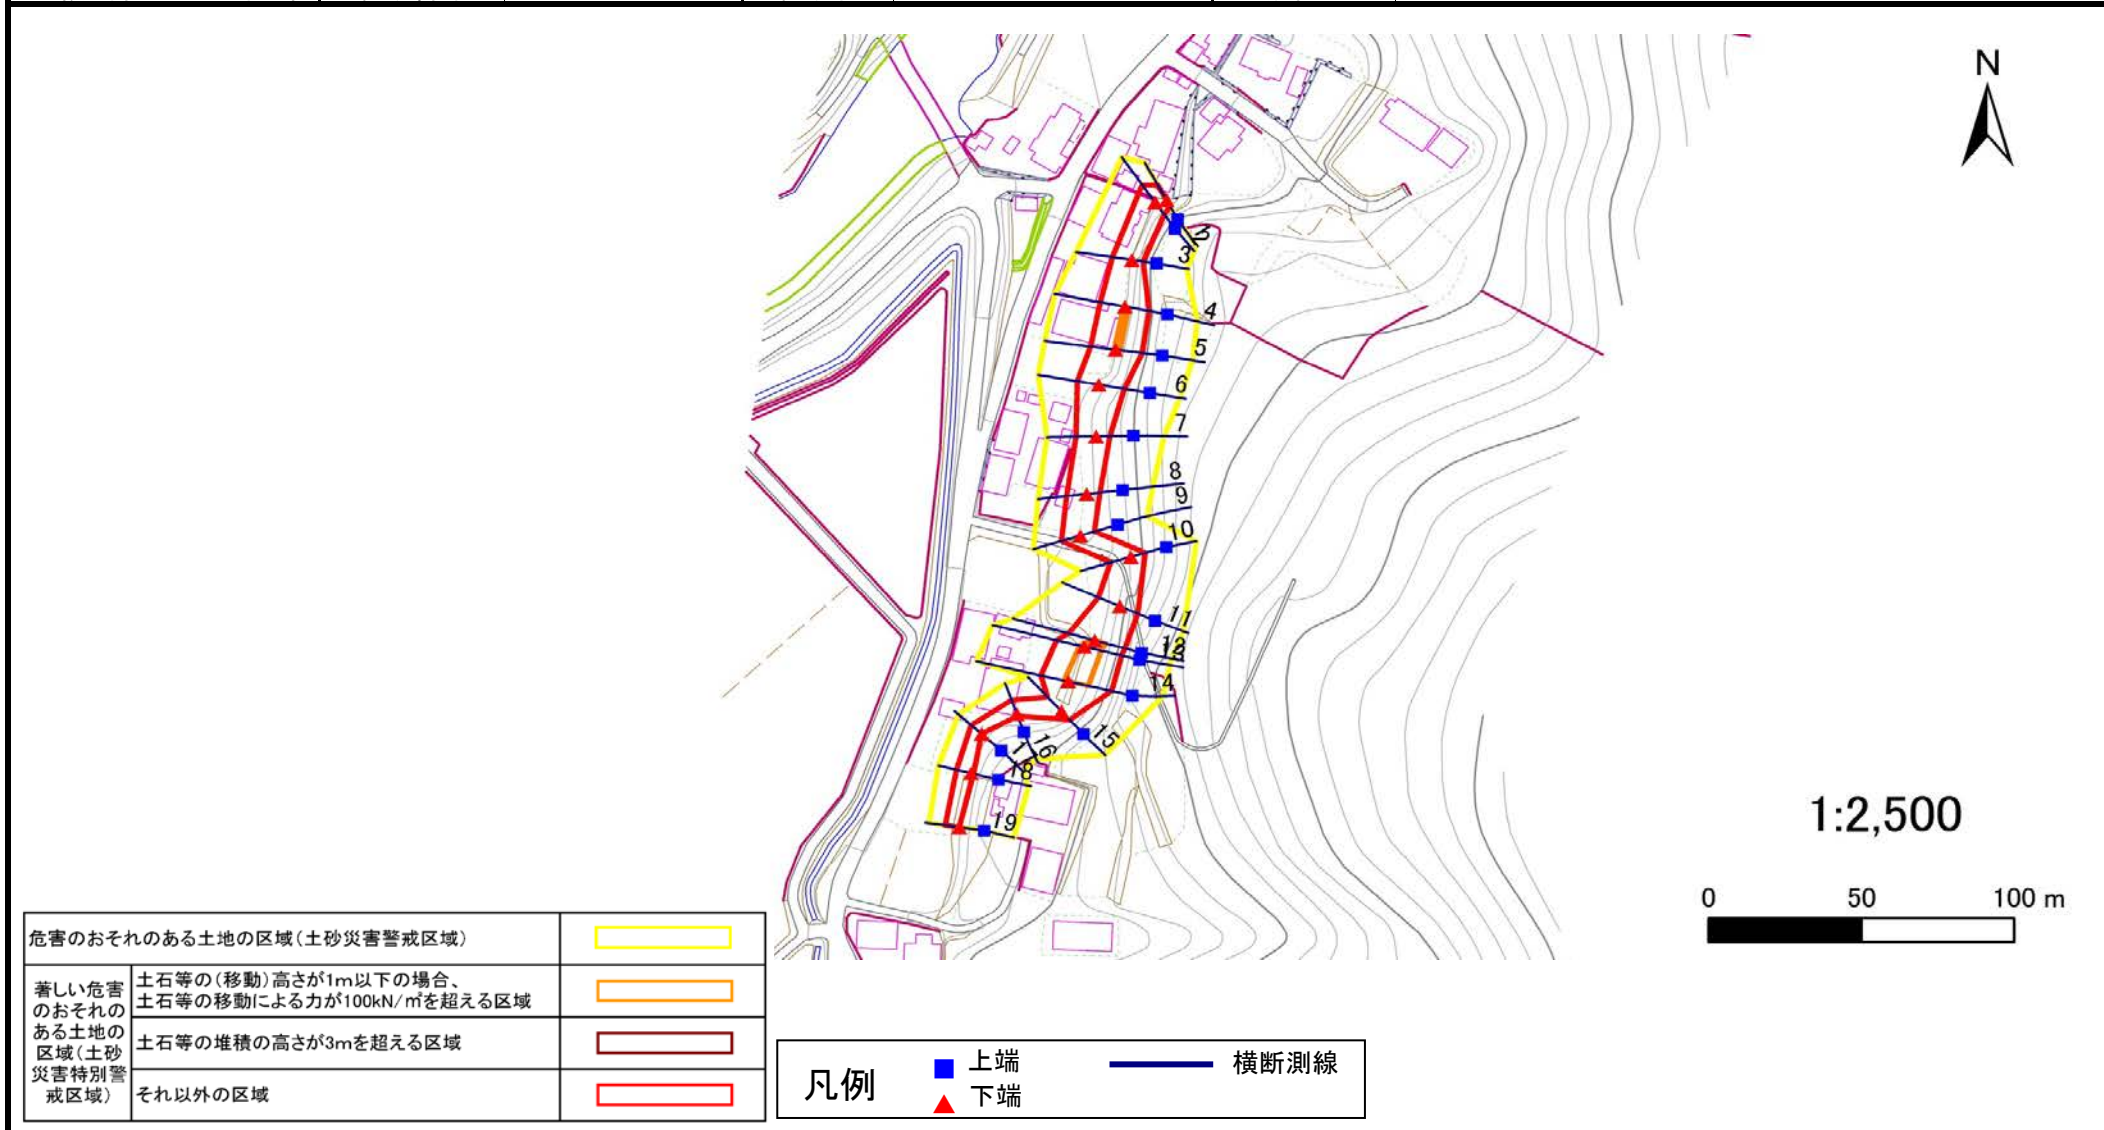 N
2
3
4
5
6
7
8
9
10
11
12
14
15
16
18
19
1:2,500
0 50 100 m
危害のおそれのある土地の区域(土砂災害警戒区域)
著しい危害
のおそれの
ある土地の
区域(土砂
災害特別警
戒区域)
土石等の(移動)高さが1m以下の場合、
土石等の移動による力が100kN/㎡を超える区域
土石等の堆積の高さが3mを超える区域
それ以外の区域
凡例
上端
下端
横断測線